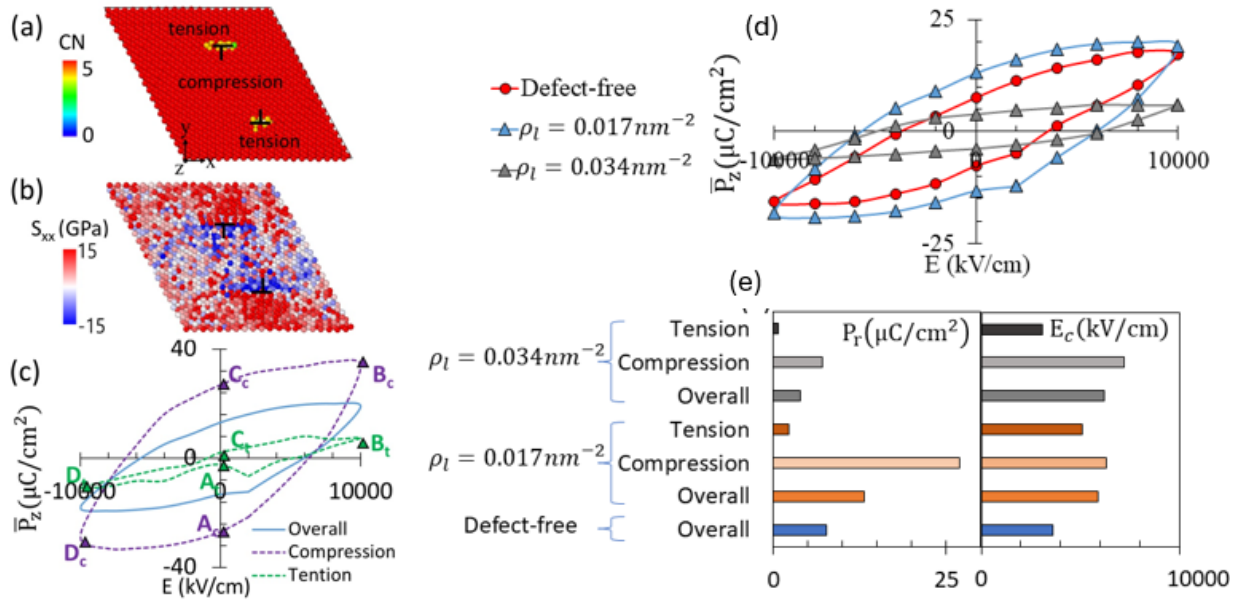 (a)
CN
5
0
tension
compression
tension
y
z
x
(b)
Sxx (GPa)
15
-15
(c)
P̅z (μC/cm²)
40
0
-40
-10000
0
10000
E (kV/cm)
Cc
Bc
Ct
Bt
D
A
A
Dc
Overall
Compression
Tention
Defect-free
ρl = 0.017nm⁻²
ρl = 0.034nm⁻²
(d)
P̅z (μC/cm²)
25
0
-25
-10000
0
10000
E (kV/cm)
(e)
Pr(μC/cm²)
Ec(kV/cm)
ρl = 0.034nm⁻²
Tension
Compression
Overall
ρl = 0.017nm⁻²
Tension
Compression
Overall
Defect-free
Overall
0
25
0
10000